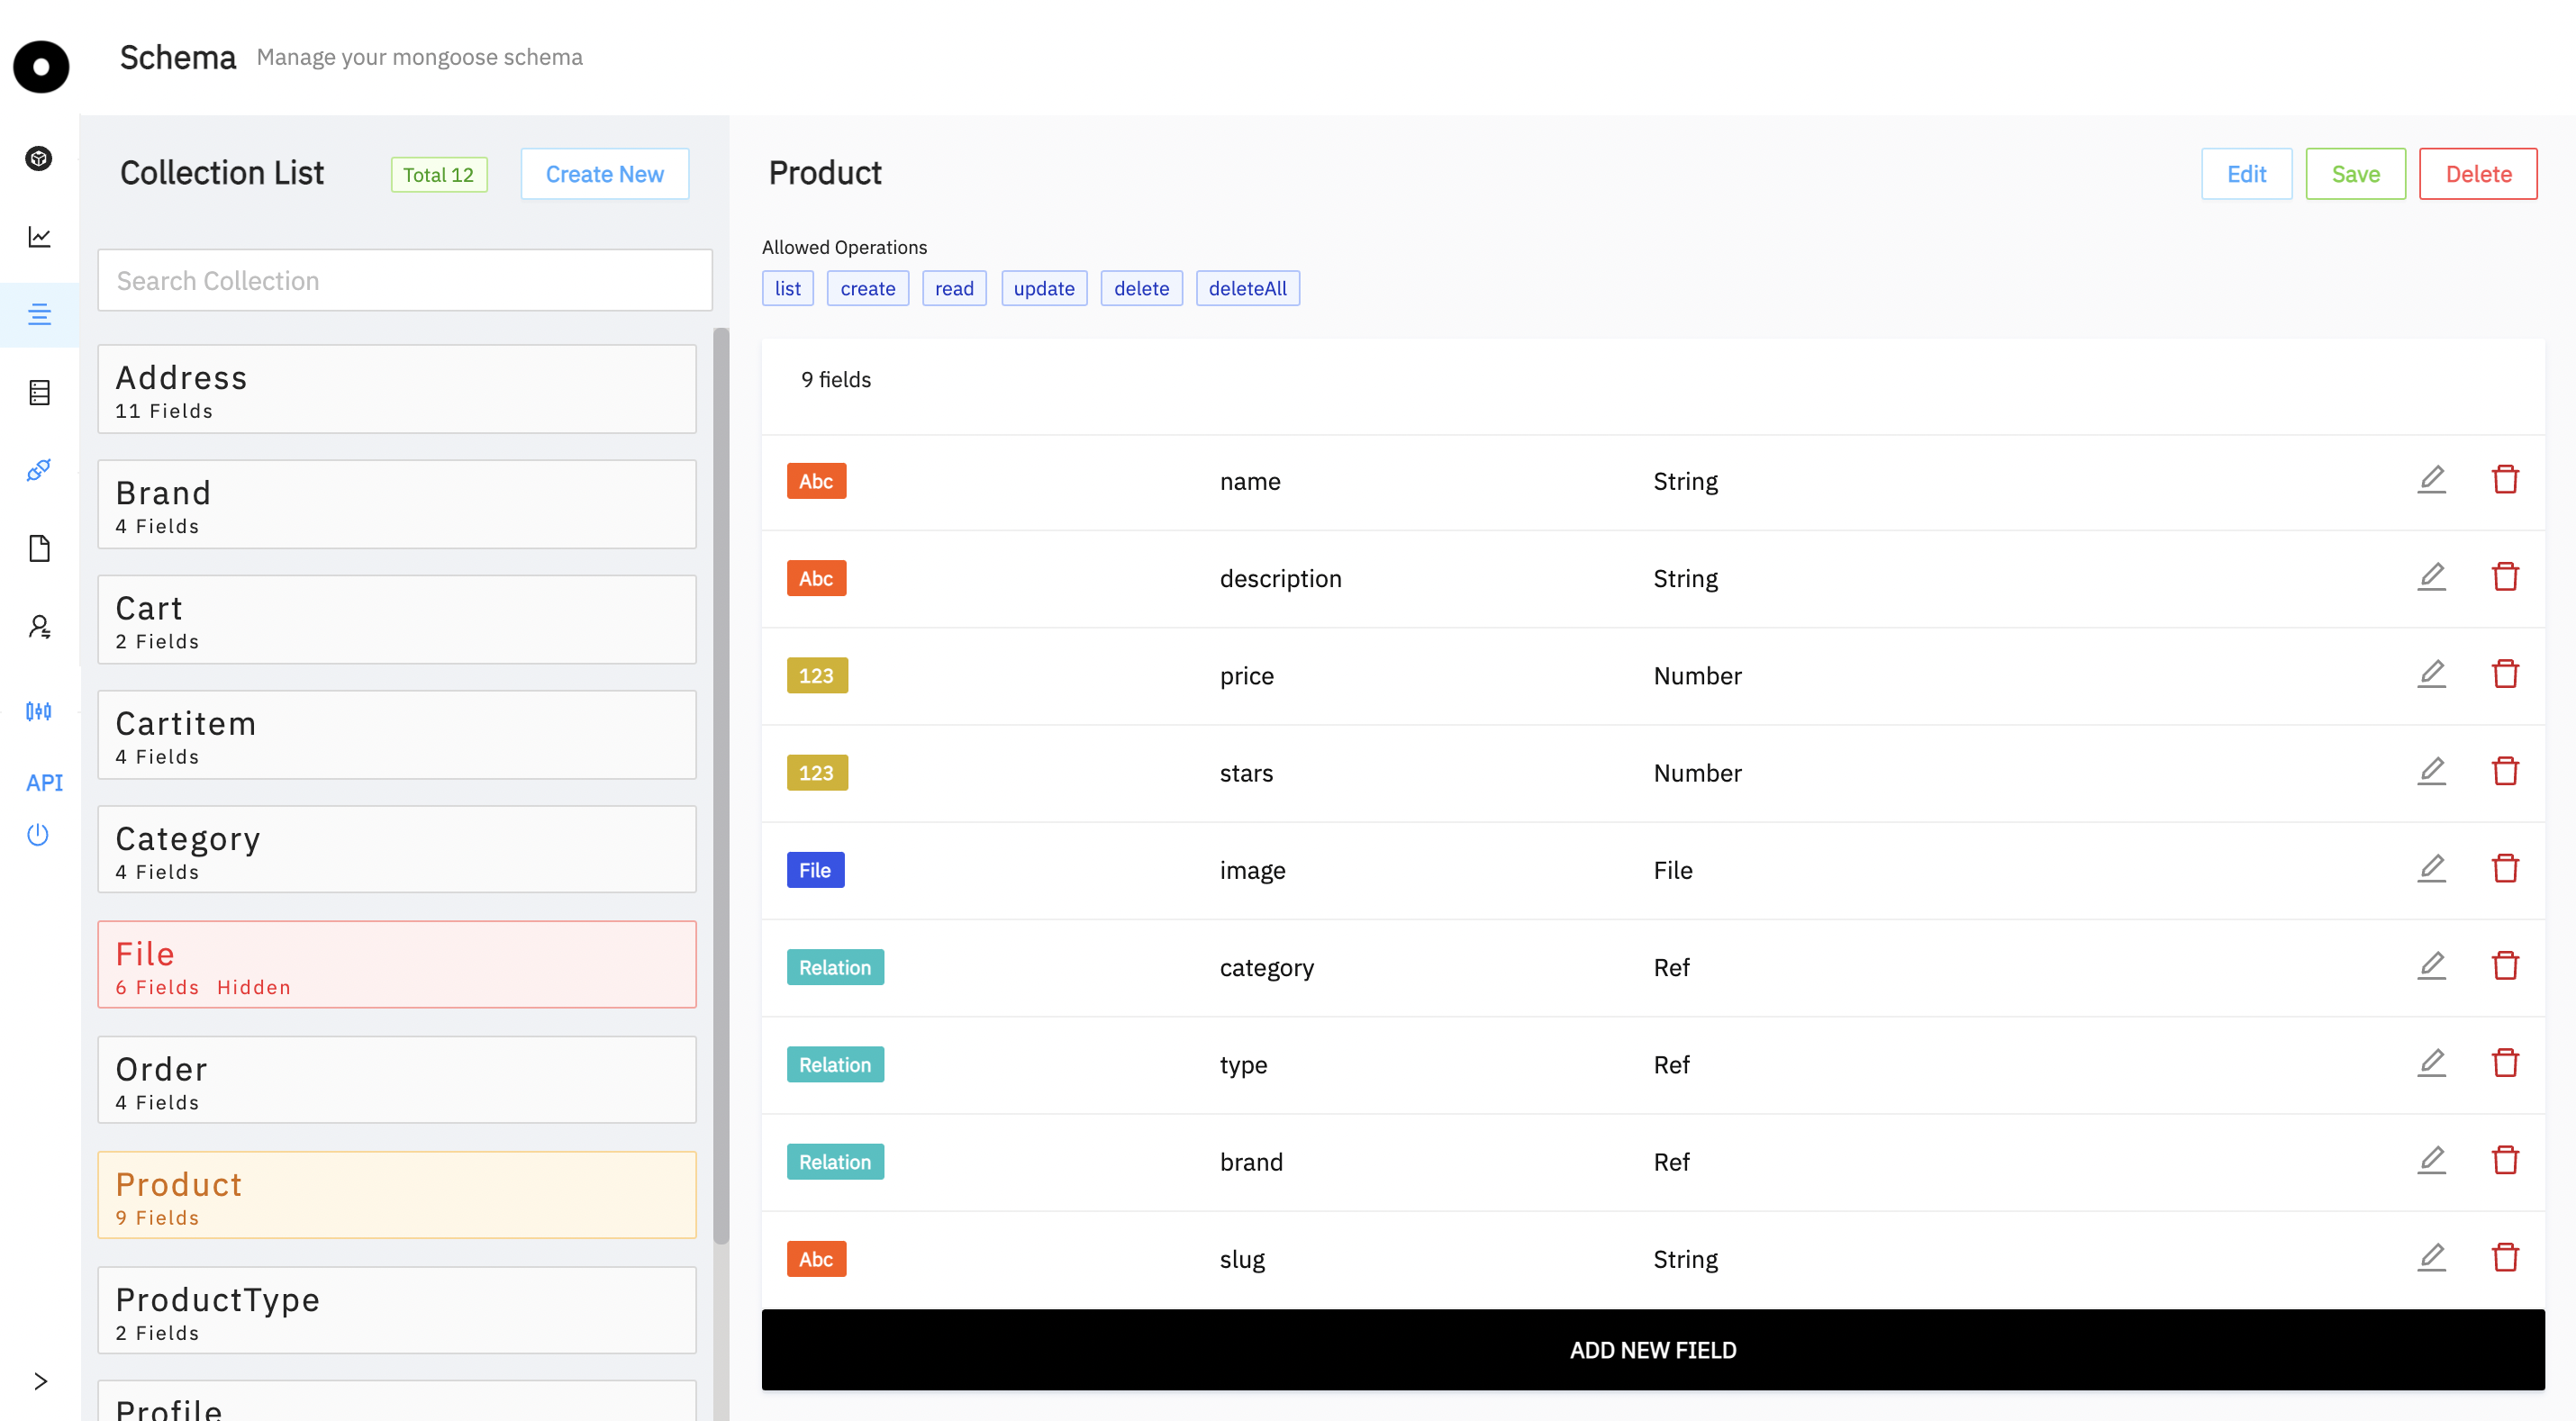 Schema Manage your mongoose schema
Collection List Total 12 Create New
Search Collection
Address
11 Fields
Brand
4 Fields
Cart
2 Fields
Cartitem
4 Fields
Category
4 Fields
File
6 Fields Hidden
Order
4 Fields
Product
9 Fields
ProductType
2 Fields
Profile
API
Product Edit Save Delete
Allowed Operations
list create read update delete deleteAll
9 fields
Abc name String
Abc description String
123 price Number
123 stars Number
File image File
Relation category Ref
Relation type Ref
Relation brand Ref
Abc slug String
ADD NEW FIELD